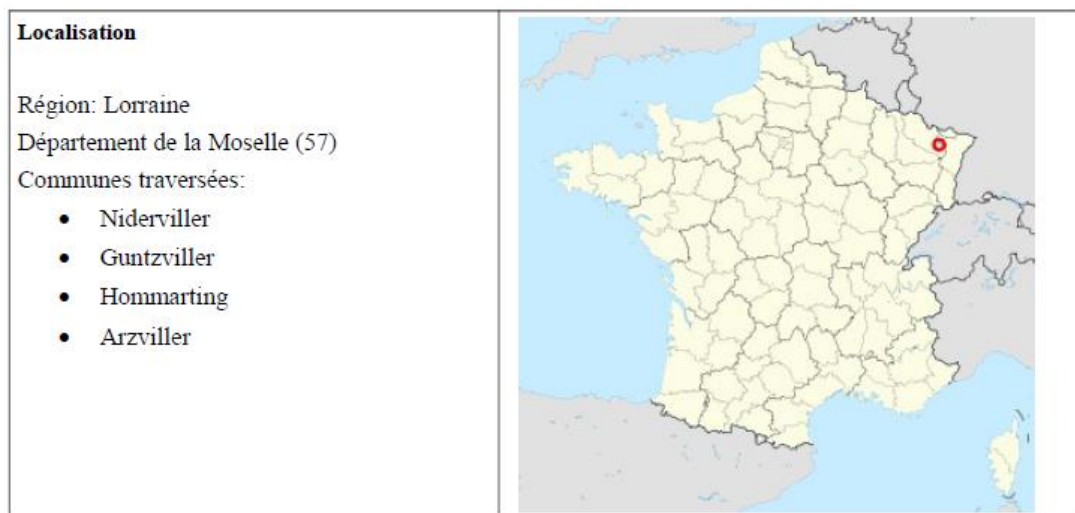 Localisation
Région: Lorraine
Département de la Moselle (57)
Communes traversées:
• Niderviller
• Guntzviller
• Hommarting
• Arzviller